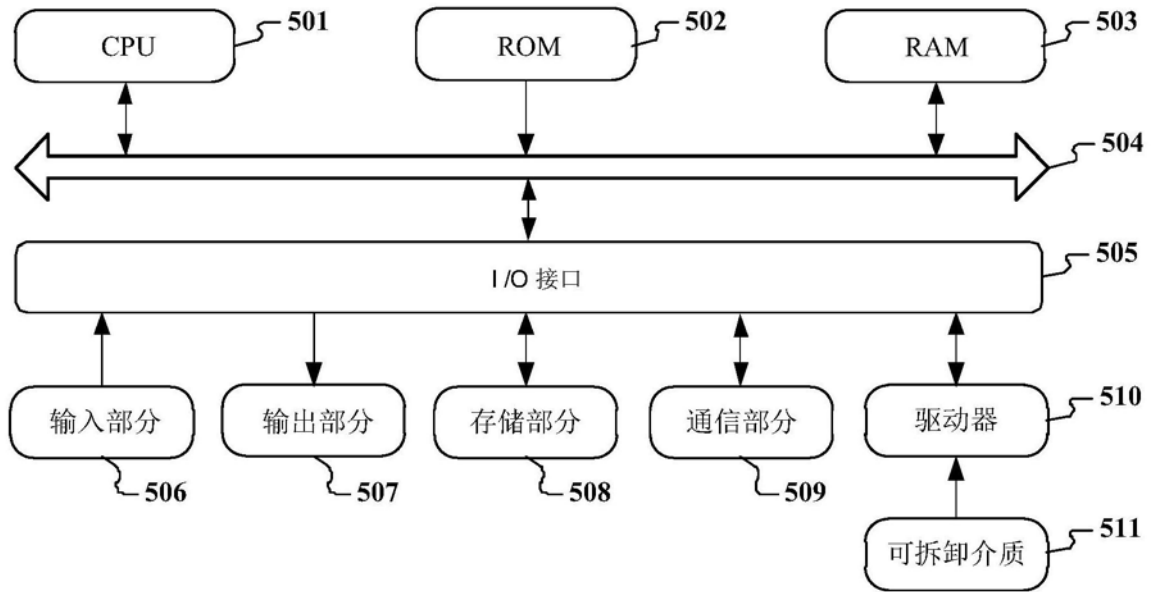 CPU
501
ROM
502
RAM
503
504
I/O 接口
505
输入部分
506
输出部分
507
存储部分
508
通信部分
509
驱动器
510
可拆卸介质
511